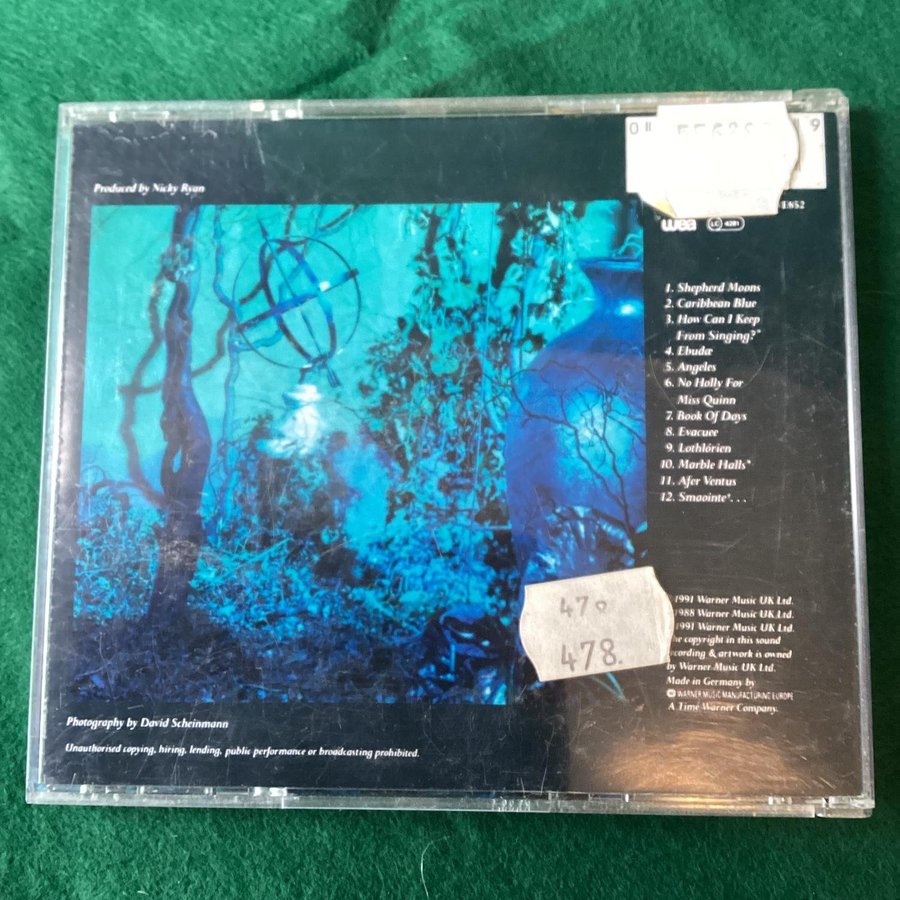 Produced by Nicky Ryan
9
wea
LC 4281
1. Shepherd Moons
2. Caribbean Blue
3. How Can I Keep
From Singing?*
4. Ebudæ
5. Angeles
6. No Holly For
Miss Quinn
7. Book Of Days
8. Evacuee
9. Lothlórien
10. Marble Halls*
11. Afer Ventus
12. Smaointe*. . .
470
478.
1991 Warner Music UK Ltd.
1988 Warner Music UK Ltd.
1991 Warner Music UK Ltd.
copyright in this sound
recording & artwork is owned
by Warner Music UK Ltd.
Made in Germany by
WARNER MUSIC MANUFACTURING EUROPE
A Time Warner Company.
Photography by David Scheinmann
Unauthorised copying, hiring, lending, public performance or broadcasting prohibited.